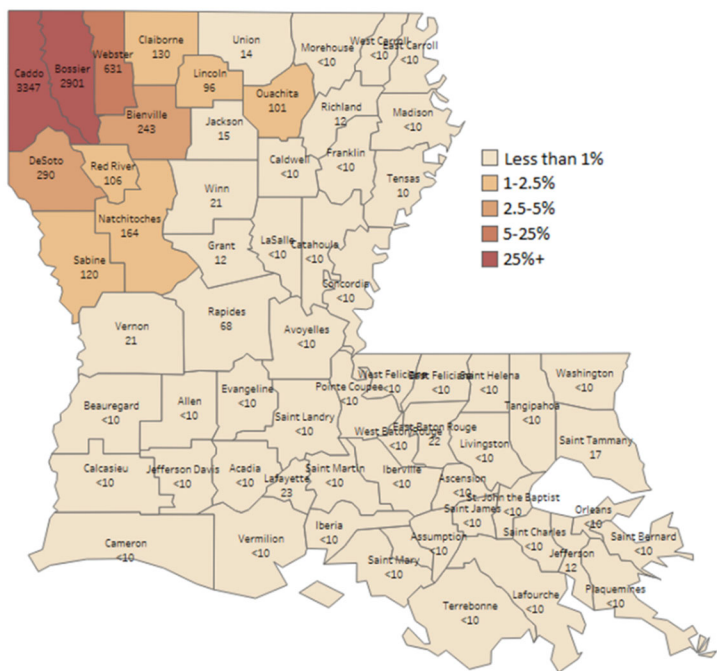 Caddo
3347
Bossier
2901
Webster
631
Claiborne
130
Union
14
Morehouse
<10
West Carroll
<10
East Carroll
<10
Lincoln
96
Ouachita
101
Bienville
243
Jackson
15
Richland
12
Madison
<10
DeSoto
290
Red River
106
Caldwell
<10
Franklin
<10
Tensas
10
Natchitoches
164
Winn
21
Sabine
120
Grant
12
LaSalle
<10
Catahoula
<10
Concordia
<10
Less than 1%
1-2.5%
2.5-5%
5-25%
25%+
Vernon
21
Rapides
68
Avoyelles
<10
Beauregard
<10
Allen
<10
Evangeline
<10
Saint Landry
<10
Pointe Coupee
<10
West Feliciana
<10
East Feliciana
<10
Saint Helena
<10
Tangipahoa
<10
Washington
<10
West Baton Rouge
<10
East Baton Rouge
22
Livingston
<10
Saint Tammany
17
Calcasieu
<10
Jefferson Davis
<10
Acadia
<10
Lafayette
23
Saint Martin
<10
Iberville
<10
Ascension
<10
St. John the Baptist
<10
Saint James
<10
Orleans
<10
Cameron
<10
Vermilion
<10
Iberia
<10
Saint Mary
<10
Assumption
<10
Saint Charles
<10
Jefferson
12
Saint Bernard
<10
Plaquemines
<10
Terrebonne
<10
Lafourche
<10